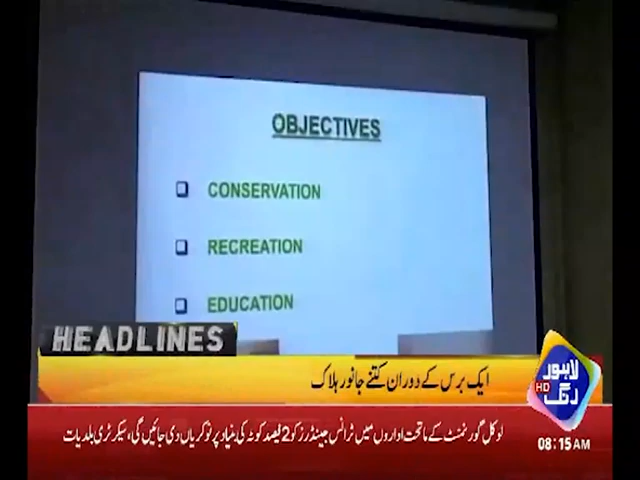 OBJECTIVES
CONSERVATION
RECREATION
EDUCATION
HEADLINES
ایک برس کے دوران کتنے جانور ہلاک
لاہور رنگ HD
لوکل گورنمنٹ کے ماتحت اداروں میں ٹرانس جینڈرز کو 2 فیصد کوٹہ کی بنیاد پر نوکریاں دی جائیں گی، سیکرٹری بلدیات
08:15 AM